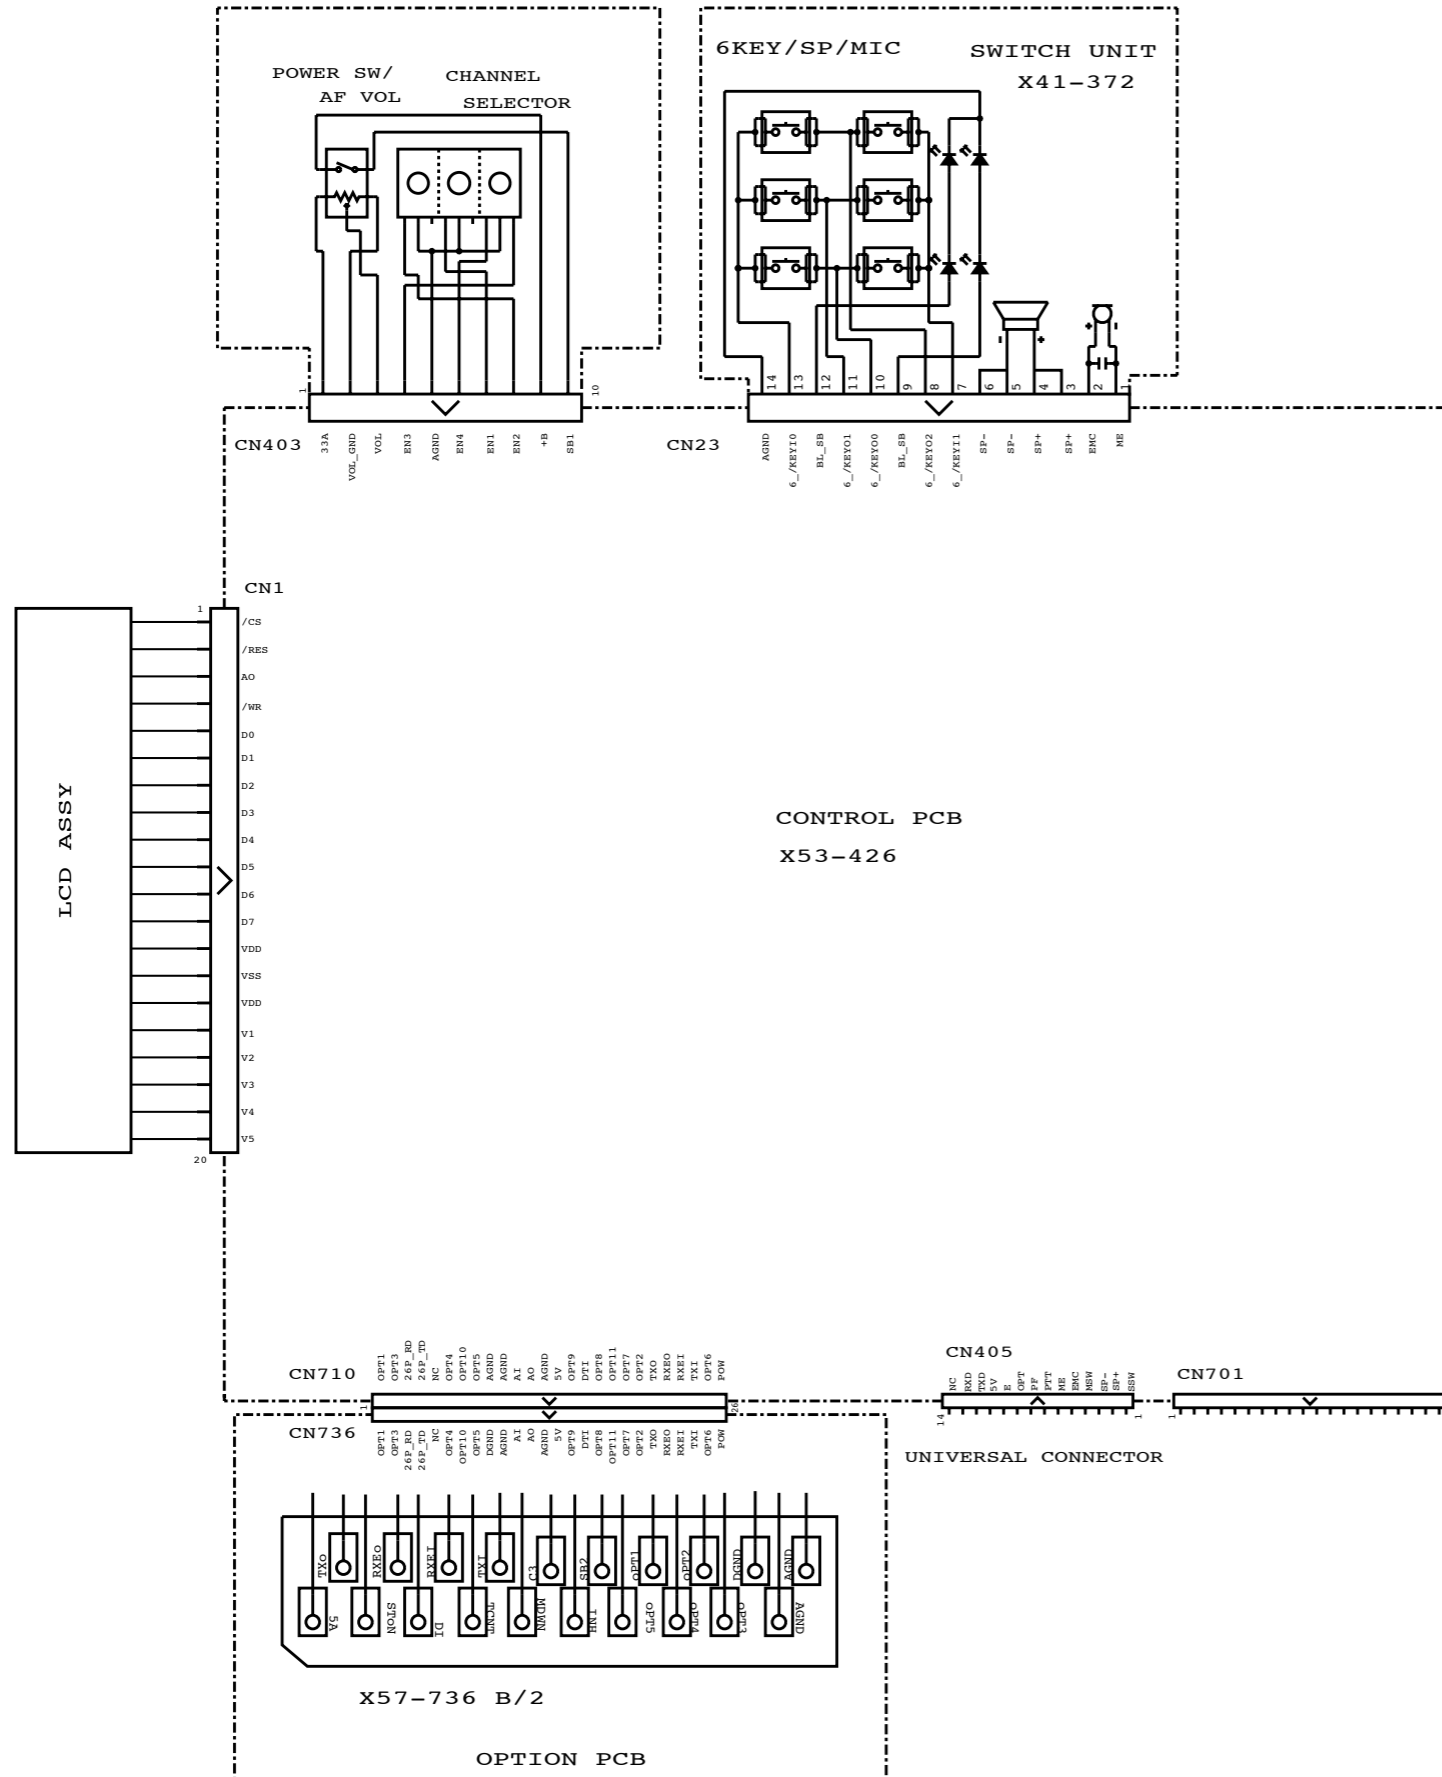 6KEY/SP/MIC
SWITCH UNIT
X41-372
POWER SW/
AF VOL
CHANNEL
SELECTOR
1
10
14
13
12
11
10
9
8
7
6
5
4
3
2
1
- + + -
CN403
33A
VOL_GND
VOL
EN3
AGND
EN4
EN1
EN2
+B
SB1
CN23
AGND
6_/KEYI0
BL_SB
6_/KEYO1
6_/KEYO0
BL_SB
6_/KEYO2
6_/KEYI1
SP-
SP-
SP+
SP+
EMC
ME
CN1
1
/CS
/RES
AO
/WR
D0
D1
D2
D3
D4
D5
D6
D7
VDD
VSS
VDD
V1
V2
V3
V4
V5
20
LCD ASSY
CONTROL PCB
X53-426
CN710
OPT1
OPT3
26P_RD
26P_TD
NC
OPT4
OPT10
OPT5
AGND
AGND
AI
AO
AGND
5V
OPT9
DTI
OPT8
OPT11
OPT7
OPT2
TXO
RXEO
RXEI
TXI
OPT6
POW
1
26
CN736
OPT1
OPT3
26P_RD
26P_TD
NC
OPT4
OPT10
OPT5
DGND
AGND
AI
AO
AGND
5V
OPT9
DTI
OPT8
OPT11
OPT7
OPT2
TXO
RXEO
RXEI
TXI
OPT6
POW
CN405
NC
RXD
TXD
5V
E
OPT
PF
PTT
ME
EMC
MSW
SP-
SP+
SSW
14
1
UNIVERSAL CONNECTOR
CN701
1
TXO
RXEO
RXEI
TXI
C3
SB2
OPT1
OPT2
DGND
AGND
5A
STON
DI
TCNT
MDWN
INH
OPT5
OPT4
OPT3
AGND
X57-736 B/2
OPTION PCB